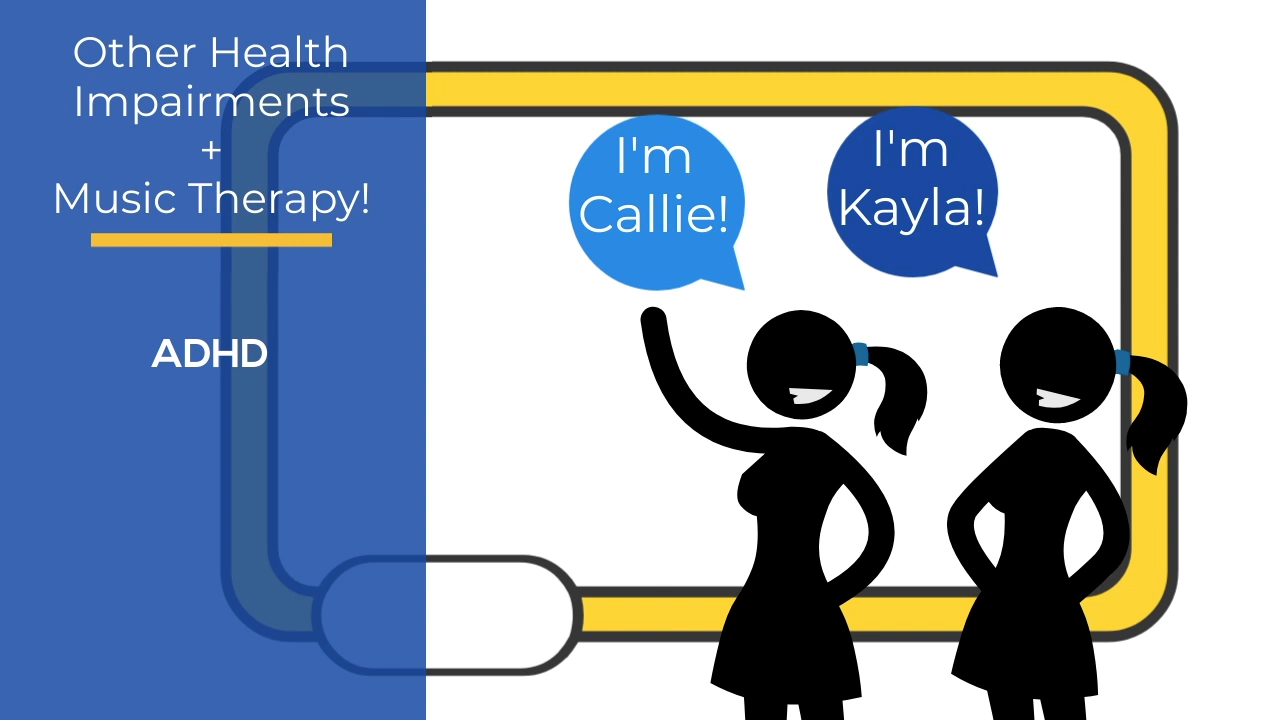 Other Health
Impairments
+
Music Therapy!
ADHD
I'm
Callie!
I'm
Kayla!